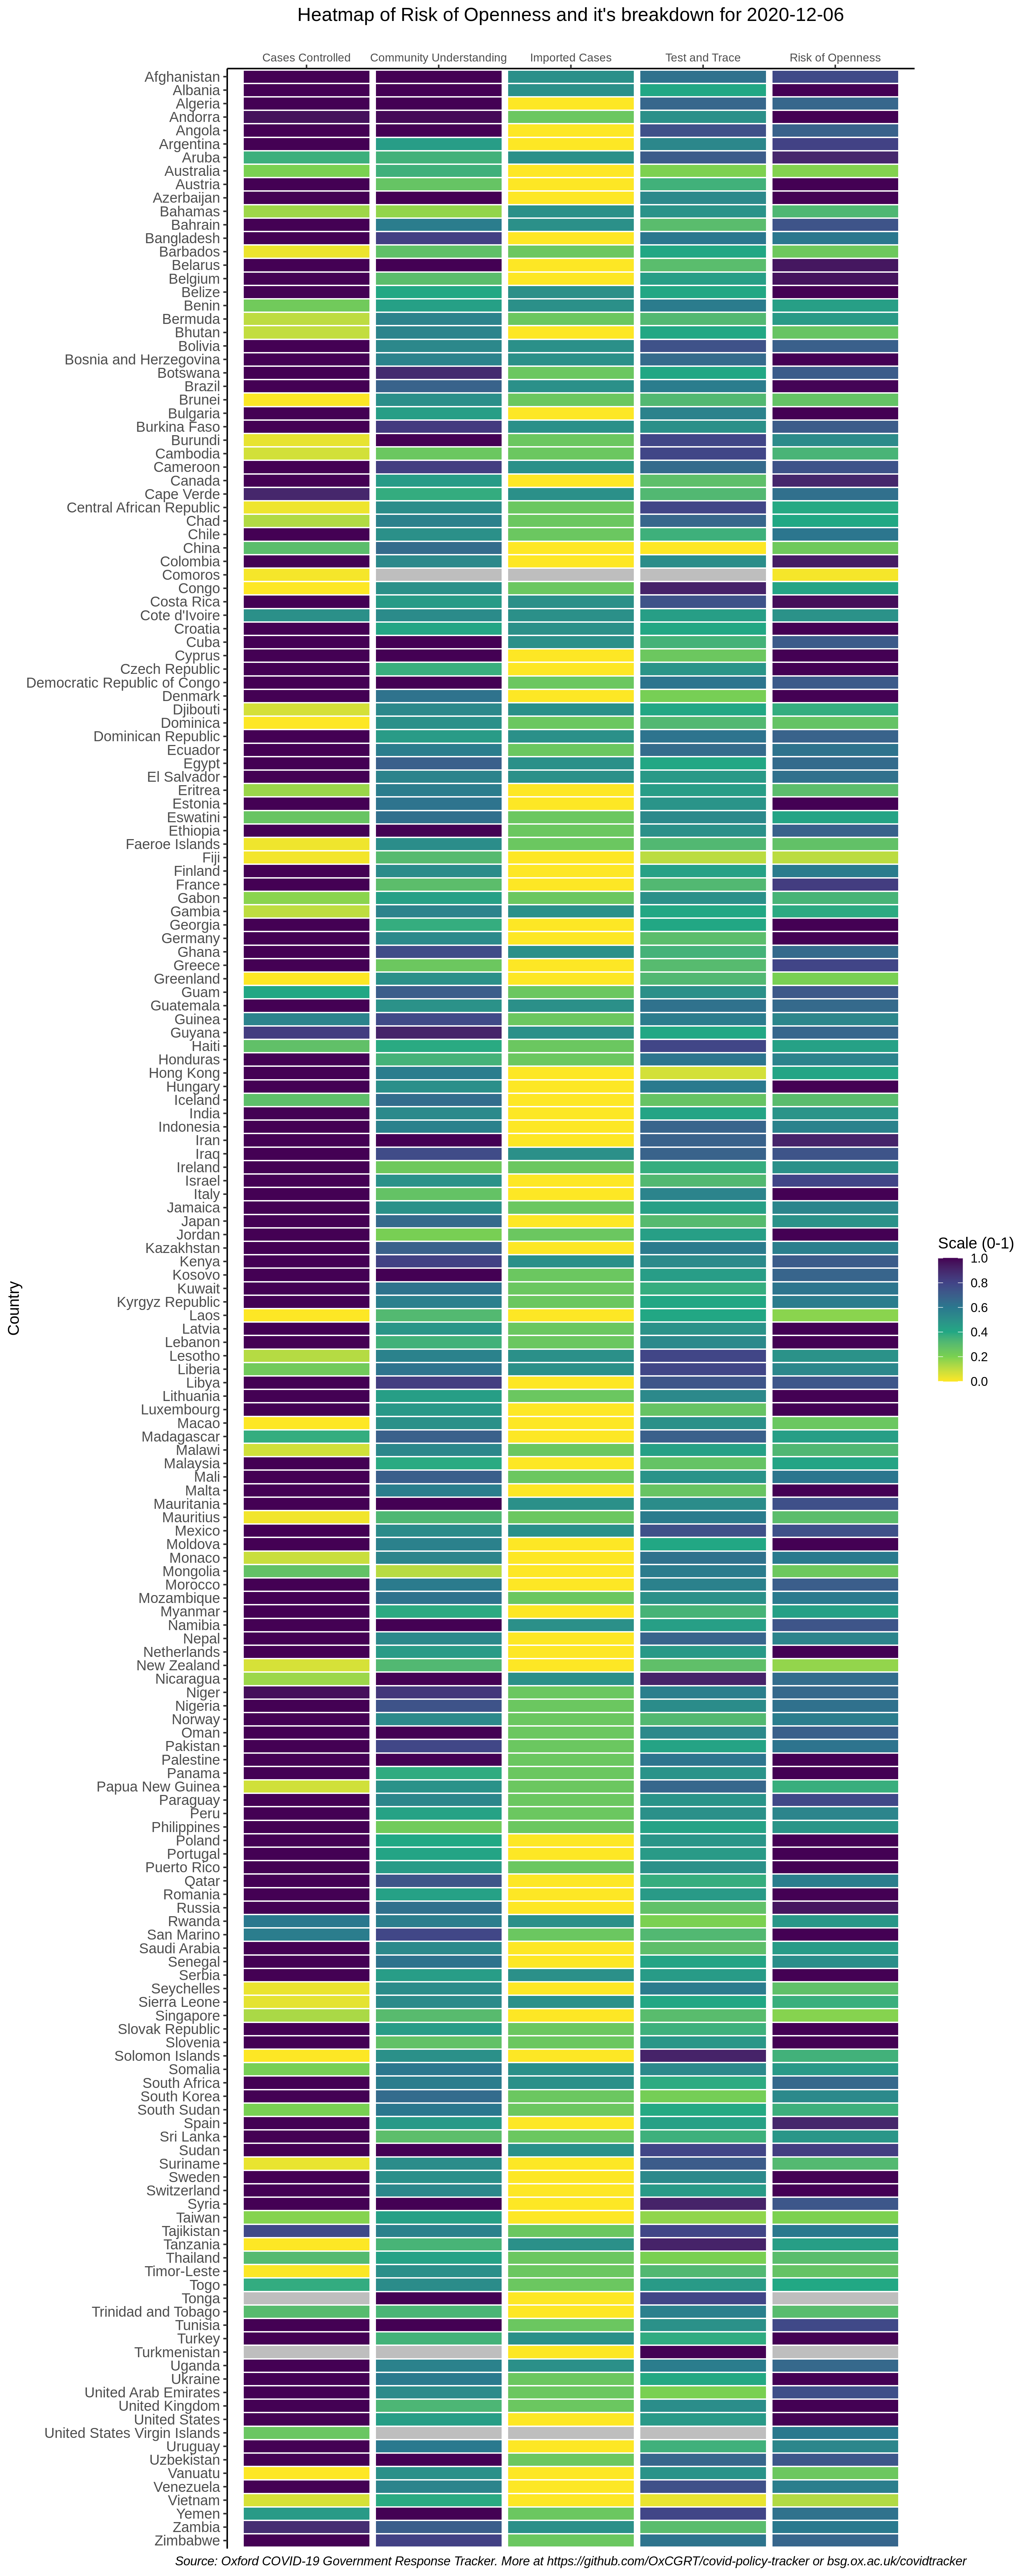 Heatmap of Risk of Openness and it's breakdown for 2020-12-06
Cases Controlled Community Understanding Imported Cases Test and Trace Risk of Openness
Afghanistan
Albania
Algeria
Andorra
Angola
Argentina
Aruba
Australia
Austria
Azerbaijan
Bahamas
Bahrain
Bangladesh
Barbados
Belarus
Belgium
Belize
Benin
Bermuda
Bhutan
Bolivia
Bosnia and Herzegovina
Botswana
Brazil
Brunei
Bulgaria
Burkina Faso
Burundi
Cambodia
Cameroon
Canada
Cape Verde
Central African Republic
Chad
Chile
China
Colombia
Comoros
Congo
Costa Rica
Cote d'Ivoire
Croatia
Cuba
Cyprus
Czech Republic
Democratic Republic of Congo
Denmark
Djibouti
Dominica
Dominican Republic
Ecuador
Egypt
El Salvador
Eritrea
Estonia
Eswatini
Ethiopia
Faeroe Islands
Fiji
Finland
France
Gabon
Gambia
Georgia
Germany
Ghana
Greece
Greenland
Guam
Guatemala
Guinea
Guyana
Haiti
Honduras
Hong Kong
Hungary
Iceland
India
Indonesia
Iran
Iraq
Ireland
Israel
Italy
Jamaica
Japan
Jordan
Kazakhstan
Kenya
Kosovo
Kuwait
Kyrgyz Republic
Laos
Latvia
Lebanon
Lesotho
Liberia
Libya
Lithuania
Luxembourg
Macao
Madagascar
Malawi
Malaysia
Mali
Malta
Mauritania
Mauritius
Mexico
Moldova
Monaco
Mongolia
Morocco
Mozambique
Myanmar
Namibia
Nepal
Netherlands
New Zealand
Nicaragua
Niger
Nigeria
Norway
Oman
Pakistan
Palestine
Panama
Papua New Guinea
Paraguay
Peru
Philippines
Poland
Portugal
Puerto Rico
Qatar
Romania
Russia
Rwanda
San Marino
Saudi Arabia
Senegal
Serbia
Seychelles
Sierra Leone
Singapore
Slovak Republic
Slovenia
Solomon Islands
Somalia
South Africa
South Korea
South Sudan
Spain
Sri Lanka
Sudan
Suriname
Sweden
Switzerland
Syria
Taiwan
Tajikistan
Tanzania
Thailand
Timor-Leste
Togo
Tonga
Trinidad and Tobago
Tunisia
Turkey
Turkmenistan
Uganda
Ukraine
United Arab Emirates
United Kingdom
United States
United States Virgin Islands
Uruguay
Uzbekistan
Vanuatu
Venezuela
Vietnam
Yemen
Zambia
Zimbabwe
Country
Scale (0-1)
1.0
0.8
0.6
0.4
0.2
0.0
Source: Oxford COVID-19 Government Response Tracker. More at https://github.com/OxCGRT/covid-policy-tracker or bsg.ox.ac.uk/covidtracker